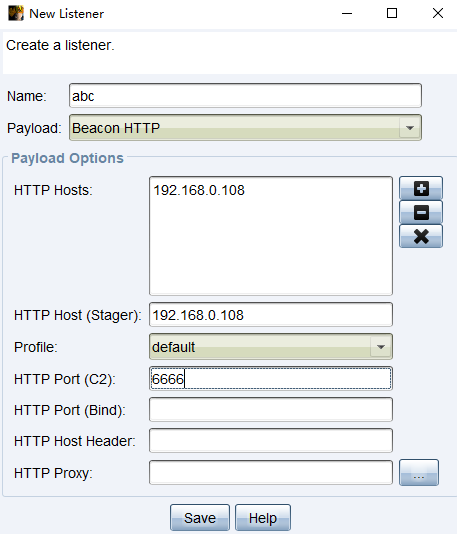 New Listener
Create a listener.
Name: abc
Payload: Beacon HTTP
Payload Options
HTTP Hosts: 192.168.0.108
HTTP Host (Stager): 192.168.0.108
Profile: default
HTTP Port (C2): 6666
HTTP Port (Bind):
HTTP Host Header:
HTTP Proxy: ...
Save Help